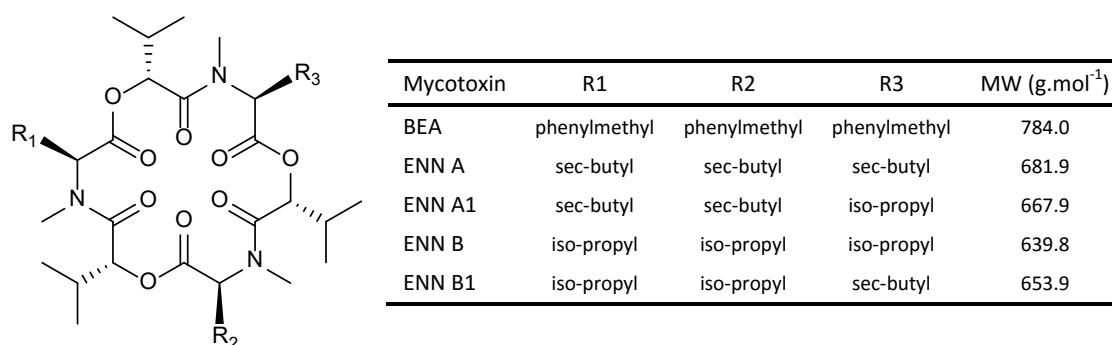 N
R3
O
O
O
R1
O
O
O
N
O
O
O
O
N
O
R2
Mycotoxin R1 R2 R3 MW (g.mol-1)
BEA phenylmethyl phenylmethyl phenylmethyl 784.0
ENN A sec-butyl sec-butyl sec-butyl 681.9
ENN A1 sec-butyl sec-butyl iso-propyl 667.9
ENN B iso-propyl iso-propyl iso-propyl 639.8
ENN B1 iso-propyl iso-propyl sec-butyl 653.9